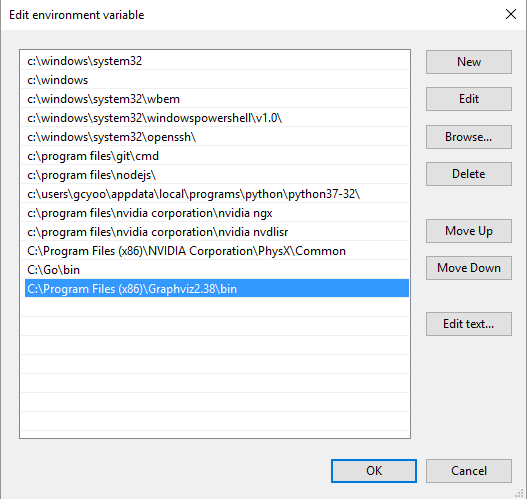 Edit environment variable
c:\windows\system32
c:\windows
c:\windows\system32\wbem
c:\windows\system32\windowspowershell\v1.0\
c:\windows\system32\openssh\
c:\program files\git\cmd
c:\program files\nodejs\
c:\users\gcyoo\appdata\local\programs\python\python37-32\
c:\program files\nvidia corporation\nvidia ngx
c:\program files\nvidia corporation\nvidia nvdlisr
C:\Program Files (x86)\NVIDIA Corporation\PhysX\Common
C:\Go\bin
C:\Program Files (x86)\Graphviz2.38\bin
New
Edit
Browse...
Delete
Move Up
Move Down
Edit text...
OK
Cancel